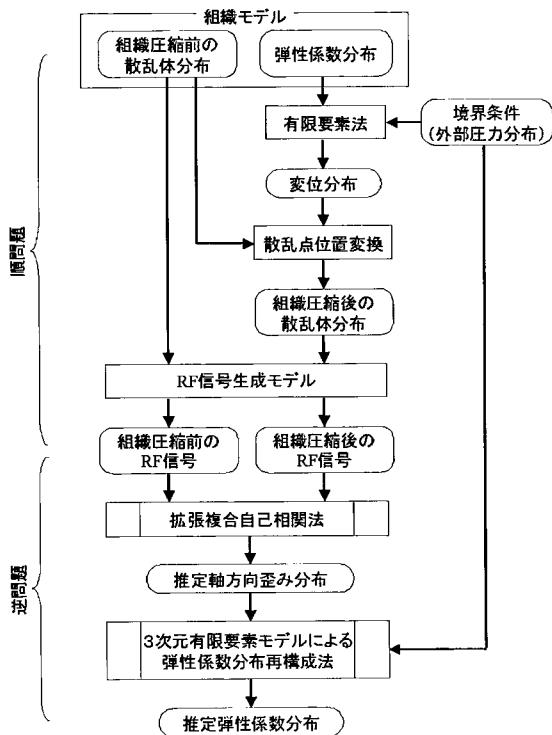 組織モデル
組織圧縮前の
散乱体分布
弾性係数分布
有限要素法
境界条件
(外部圧力分布)
変位分布
散乱点位置変換
順問題
組織圧縮後の
散乱体分布
RF信号生成モデル
組織圧縮前の
RF信号
組織圧縮後の
RF信号
拡張複合自己相関法
推定軸方向歪み分布
逆問題
3次元有限要素モデルによる
弾性係数分布再構成法
推定弾性係数分布